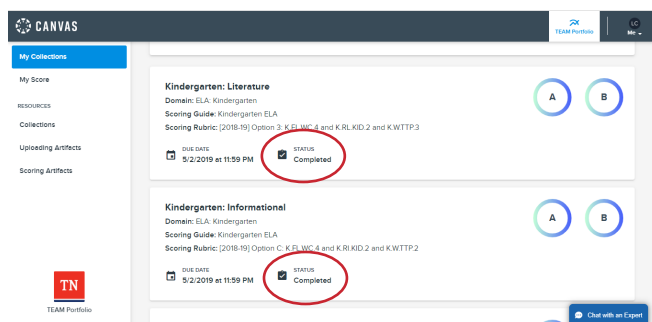 CANVAS
TEAM Portfolio
LC
Me
My Collections
My Score
RESOURCES
Collections
Uploading Artifacts
Scoring Artifacts
TN
TEAM Portfolio
Kindergarten: Literature
Domain: ELA: Kindergarten
Scoring Guide: Kindergarten ELA
Scoring Rubric: [2018-19] Option 3: K.FL.WC.4 and K.RL.KID.2 and K.W.TTP.3
DUE DATE
5/2/2019 at 11:59 PM
STATUS
Completed
A
B
Kindergarten: Informational
Domain: ELA: Kindergarten
Scoring Guide: Kindergarten ELA
Scoring Rubric: [2018-19] Option C: K.FL.WC.4 and K.RI.KID.2 and K.W.TTP.2
DUE DATE
5/2/2019 at 11:59 PM
STATUS
Completed
A
B
Chat with an Expert